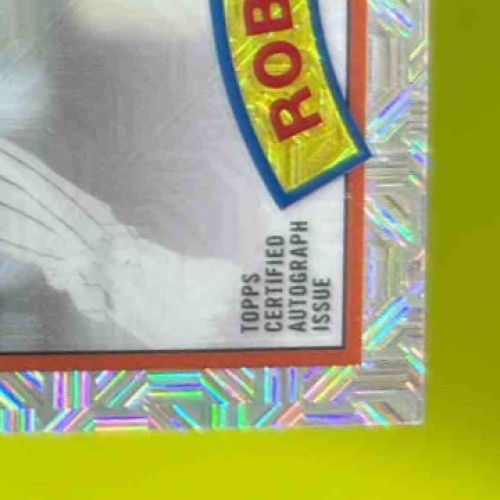 ROB
TOPPS
CERTIFIED
AUTOGRAPH
ISSUE